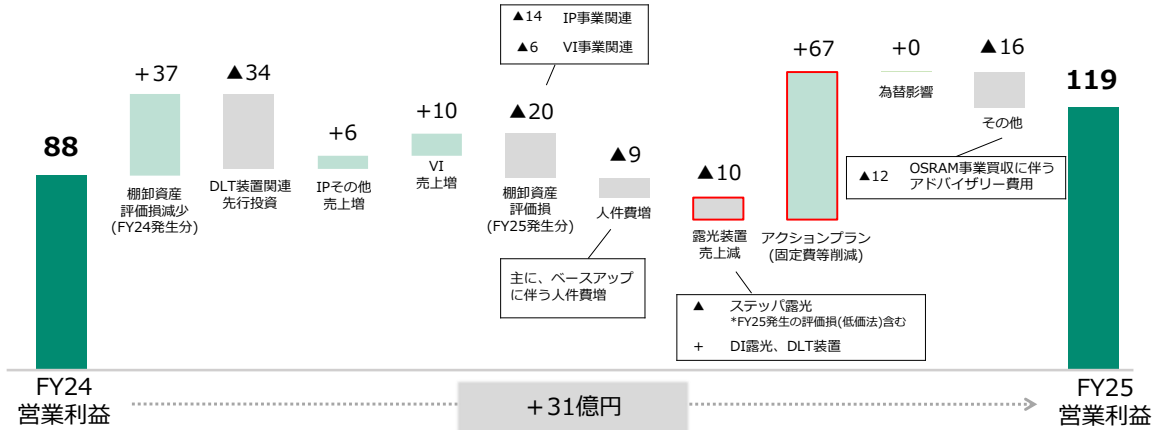 ▲14 IP事業関連
▲6 VI事業関連
88
+37
棚卸資産
評価損減少
(FY24発生分)
▲34
DLT装置関連
先行投資
+6
IPその他
売上増
+10
VI
売上増
▲20
棚卸資産
評価損
(FY25発生分)
▲9
人件費増
主に、ベースアップ
に伴う人件費増
▲10
露光装置
売上減
▲ ステッパ露光
*FY25発生の評価損(低価法)含む
+ DI露光、DLT装置
+67
アクションプラン
(固定費等削減)
+0
為替影響
▲16
その他
▲12 OSRAM事業買収に伴う
アドバイザリー費用
119
FY24
営業利益
+31億円
FY25
営業利益